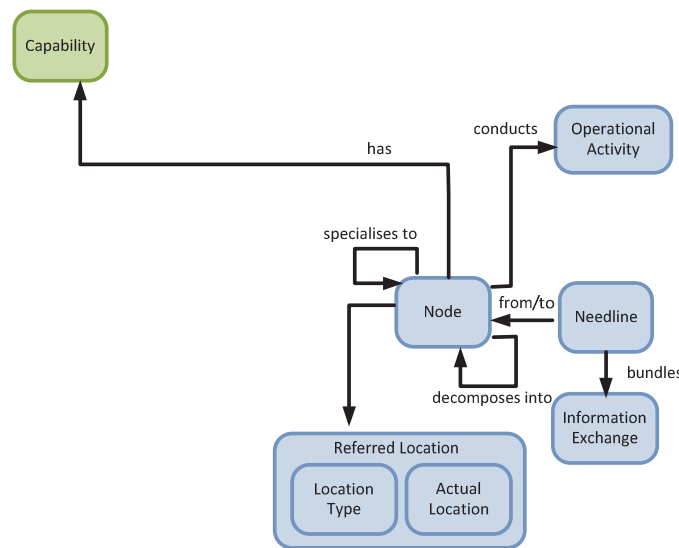 Capability
conducts
Operational
Activity
has
specialises to
Node
from/to
Needline
decomposes into
bundles
Information
Exchange
Referred Location
Location
Type
Actual
Location